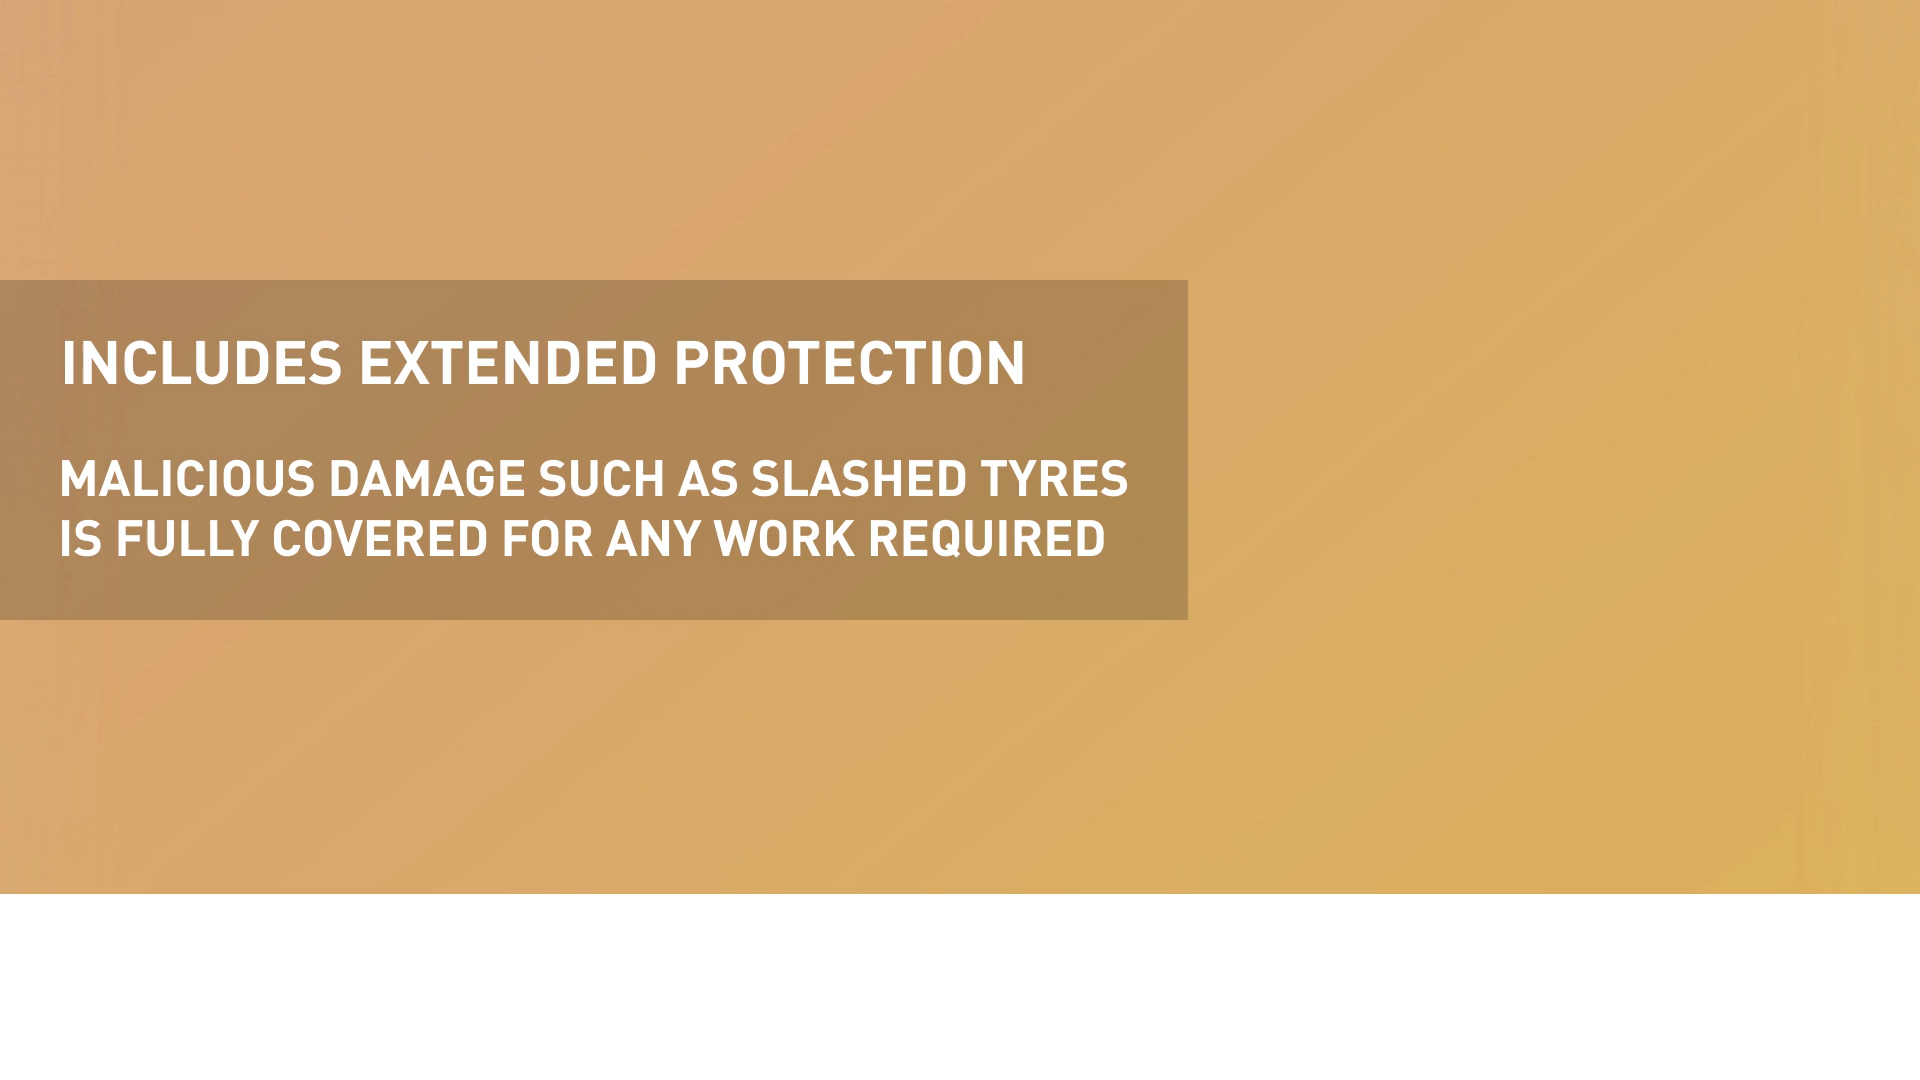 INCLUDES EXTENDED PROTECTION
MALICIOUS DAMAGE SUCH AS SLASHED TYRES
IS FULLY COVERED FOR ANY WORK REQUIRED